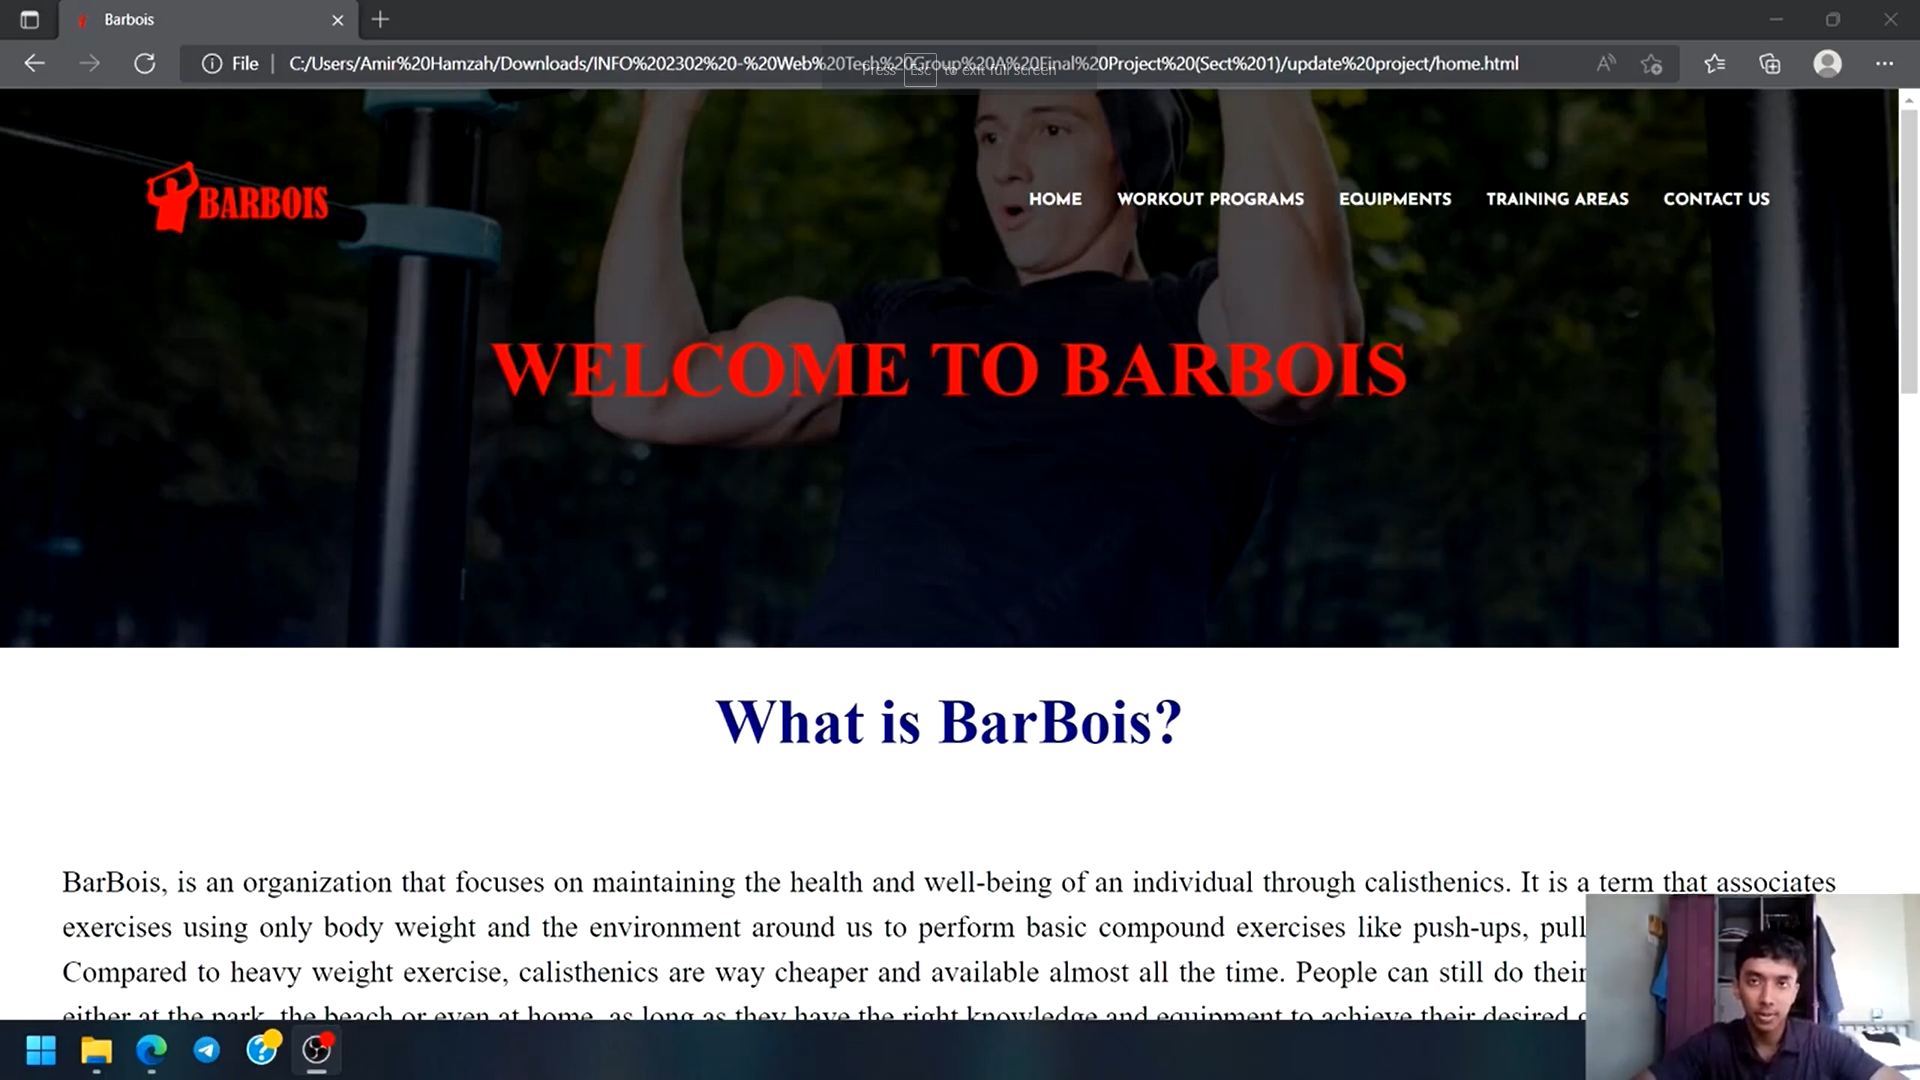 Barbois
File
C:/Users/Amir%20Hamzah/Downloads/INFO%202302%20-%20Web%20Tech%20Group%20A%20Final%20Project%20(Sect%201)/update%20project/home.html
Press Esc to exit full screen
BARBOIS
HOME WORKOUT PROGRAMS EQUIPMENTS TRAINING AREAS CONTACT US
WELCOME TO BARBOIS
What is BarBois?
BarBois, is an organization that focuses on maintaining the health and well-being of an individual through calisthenics. It is a term that associates
exercises using only body weight and the environment around us to perform basic compound exercises like push-ups, pull
Compared to heavy weight exercise, calisthenics are way cheaper and available almost all the time. People can still do their
either at the park, the beach or even at home, as long as they have the right knowledge and equipment to achieve their desired